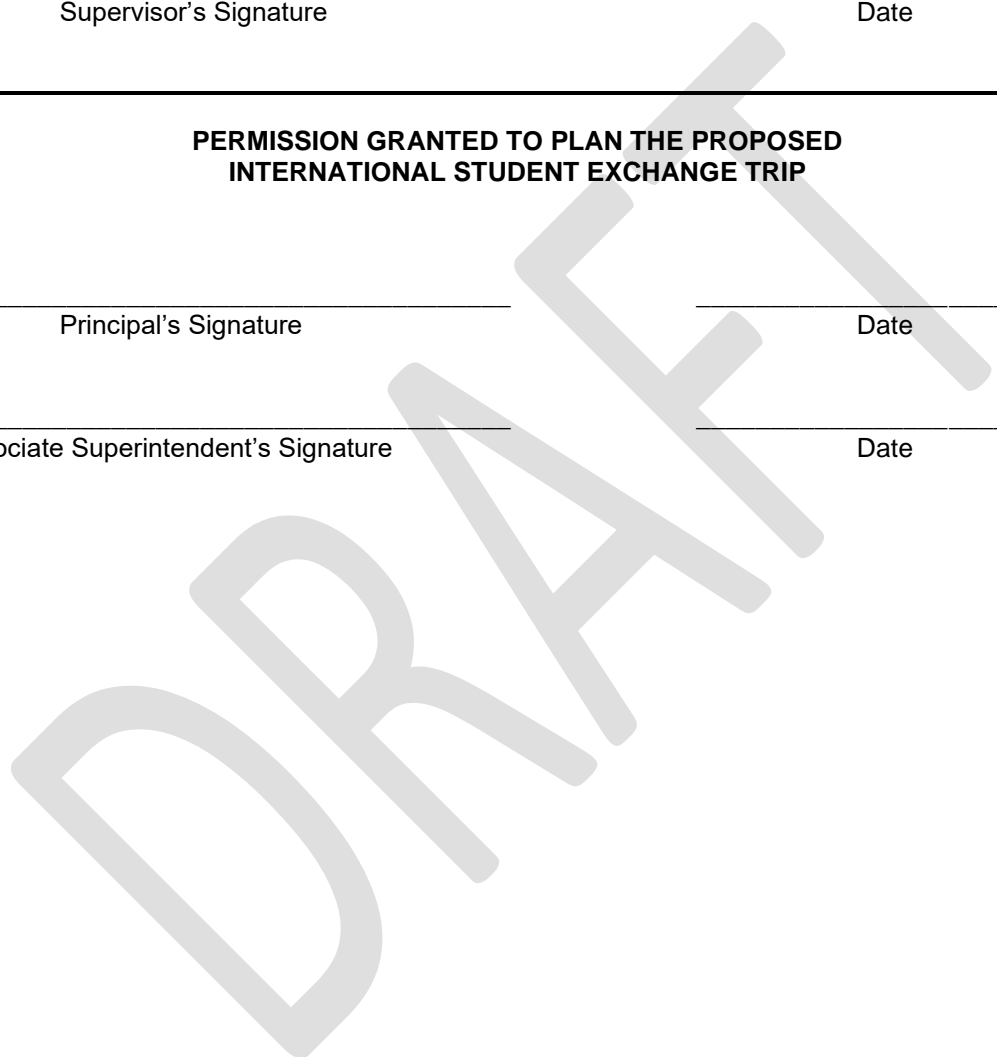 Supervisor’s Signature Date
PERMISSION GRANTED TO PLAN THE PROPOSED
INTERNATIONAL STUDENT EXCHANGE TRIP
Principal’s Signature Date
Superintendent’s Signature Date
DRAFT